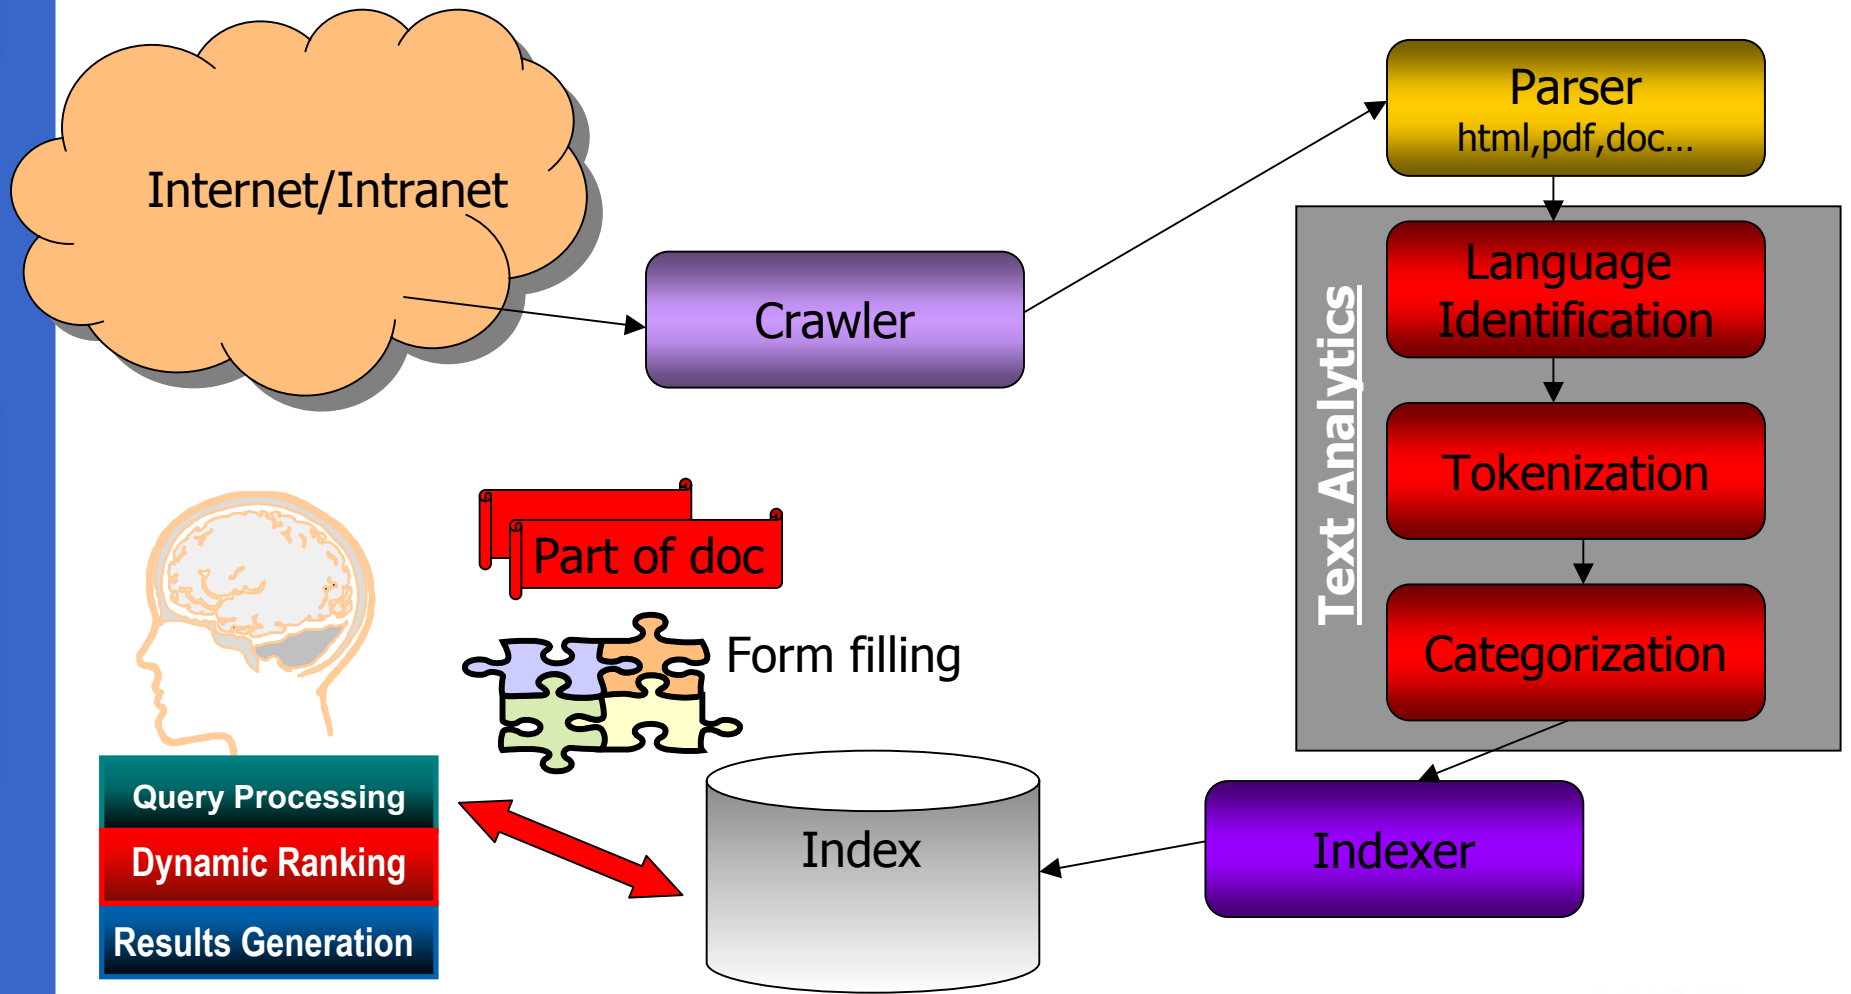 Internet/Intranet
Crawler
Parser
html,pdf,doc…
Text Analytics
Language
Identification
Tokenization
Categorization
Part of doc
Form filling
Query Processing
Dynamic Ranking
Results Generation
Index
Indexer